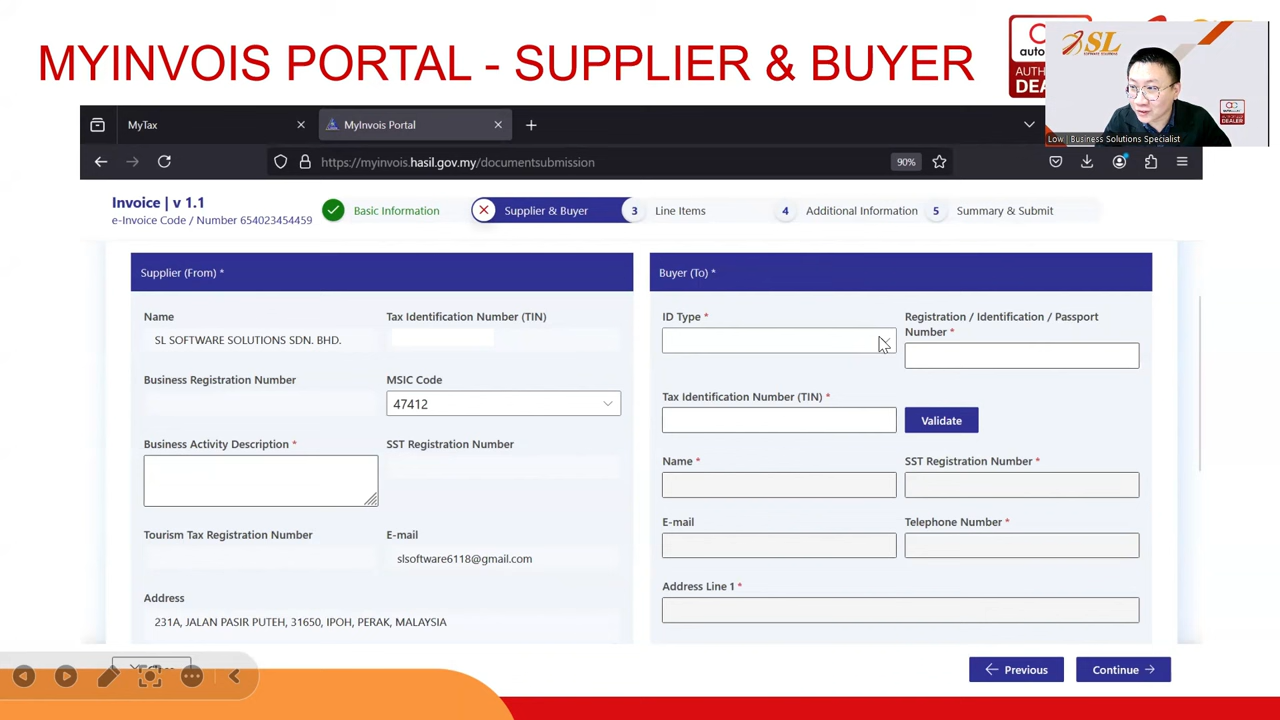 MYINVOIS PORTAL - SUPPLIER & BUYER
SL
Low | Business Solutions Specialist
MyTax
MyInvois Portal
https://myinvois.hasil.gov.my/documentsubmission
90%
Invoice | v 1.1
e-Invoice Code / Number 654023454459
Basic Information
Supplier & Buyer
3 Line Items
4 Additional Information
5 Summary & Submit
Supplier (From) *
Name
SL SOFTWARE SOLUTIONS SDN. BHD.
Tax Identification Number (TIN)
Business Registration Number
MSIC Code
47412
Business Activity Description *
SST Registration Number
Tourism Tax Registration Number
E-mail
slsoftware6118@gmail.com
Address
231A, JALAN PASIR PUTEH, 31650, IPOH, PERAK, MALAYSIA
Buyer (To) *
ID Type *
Registration / Identification / Passport
Number *
Tax Identification Number (TIN) *
Validate
Name *
SST Registration Number *
E-mail
Telephone Number *
Address Line 1 *
Previous
Continue